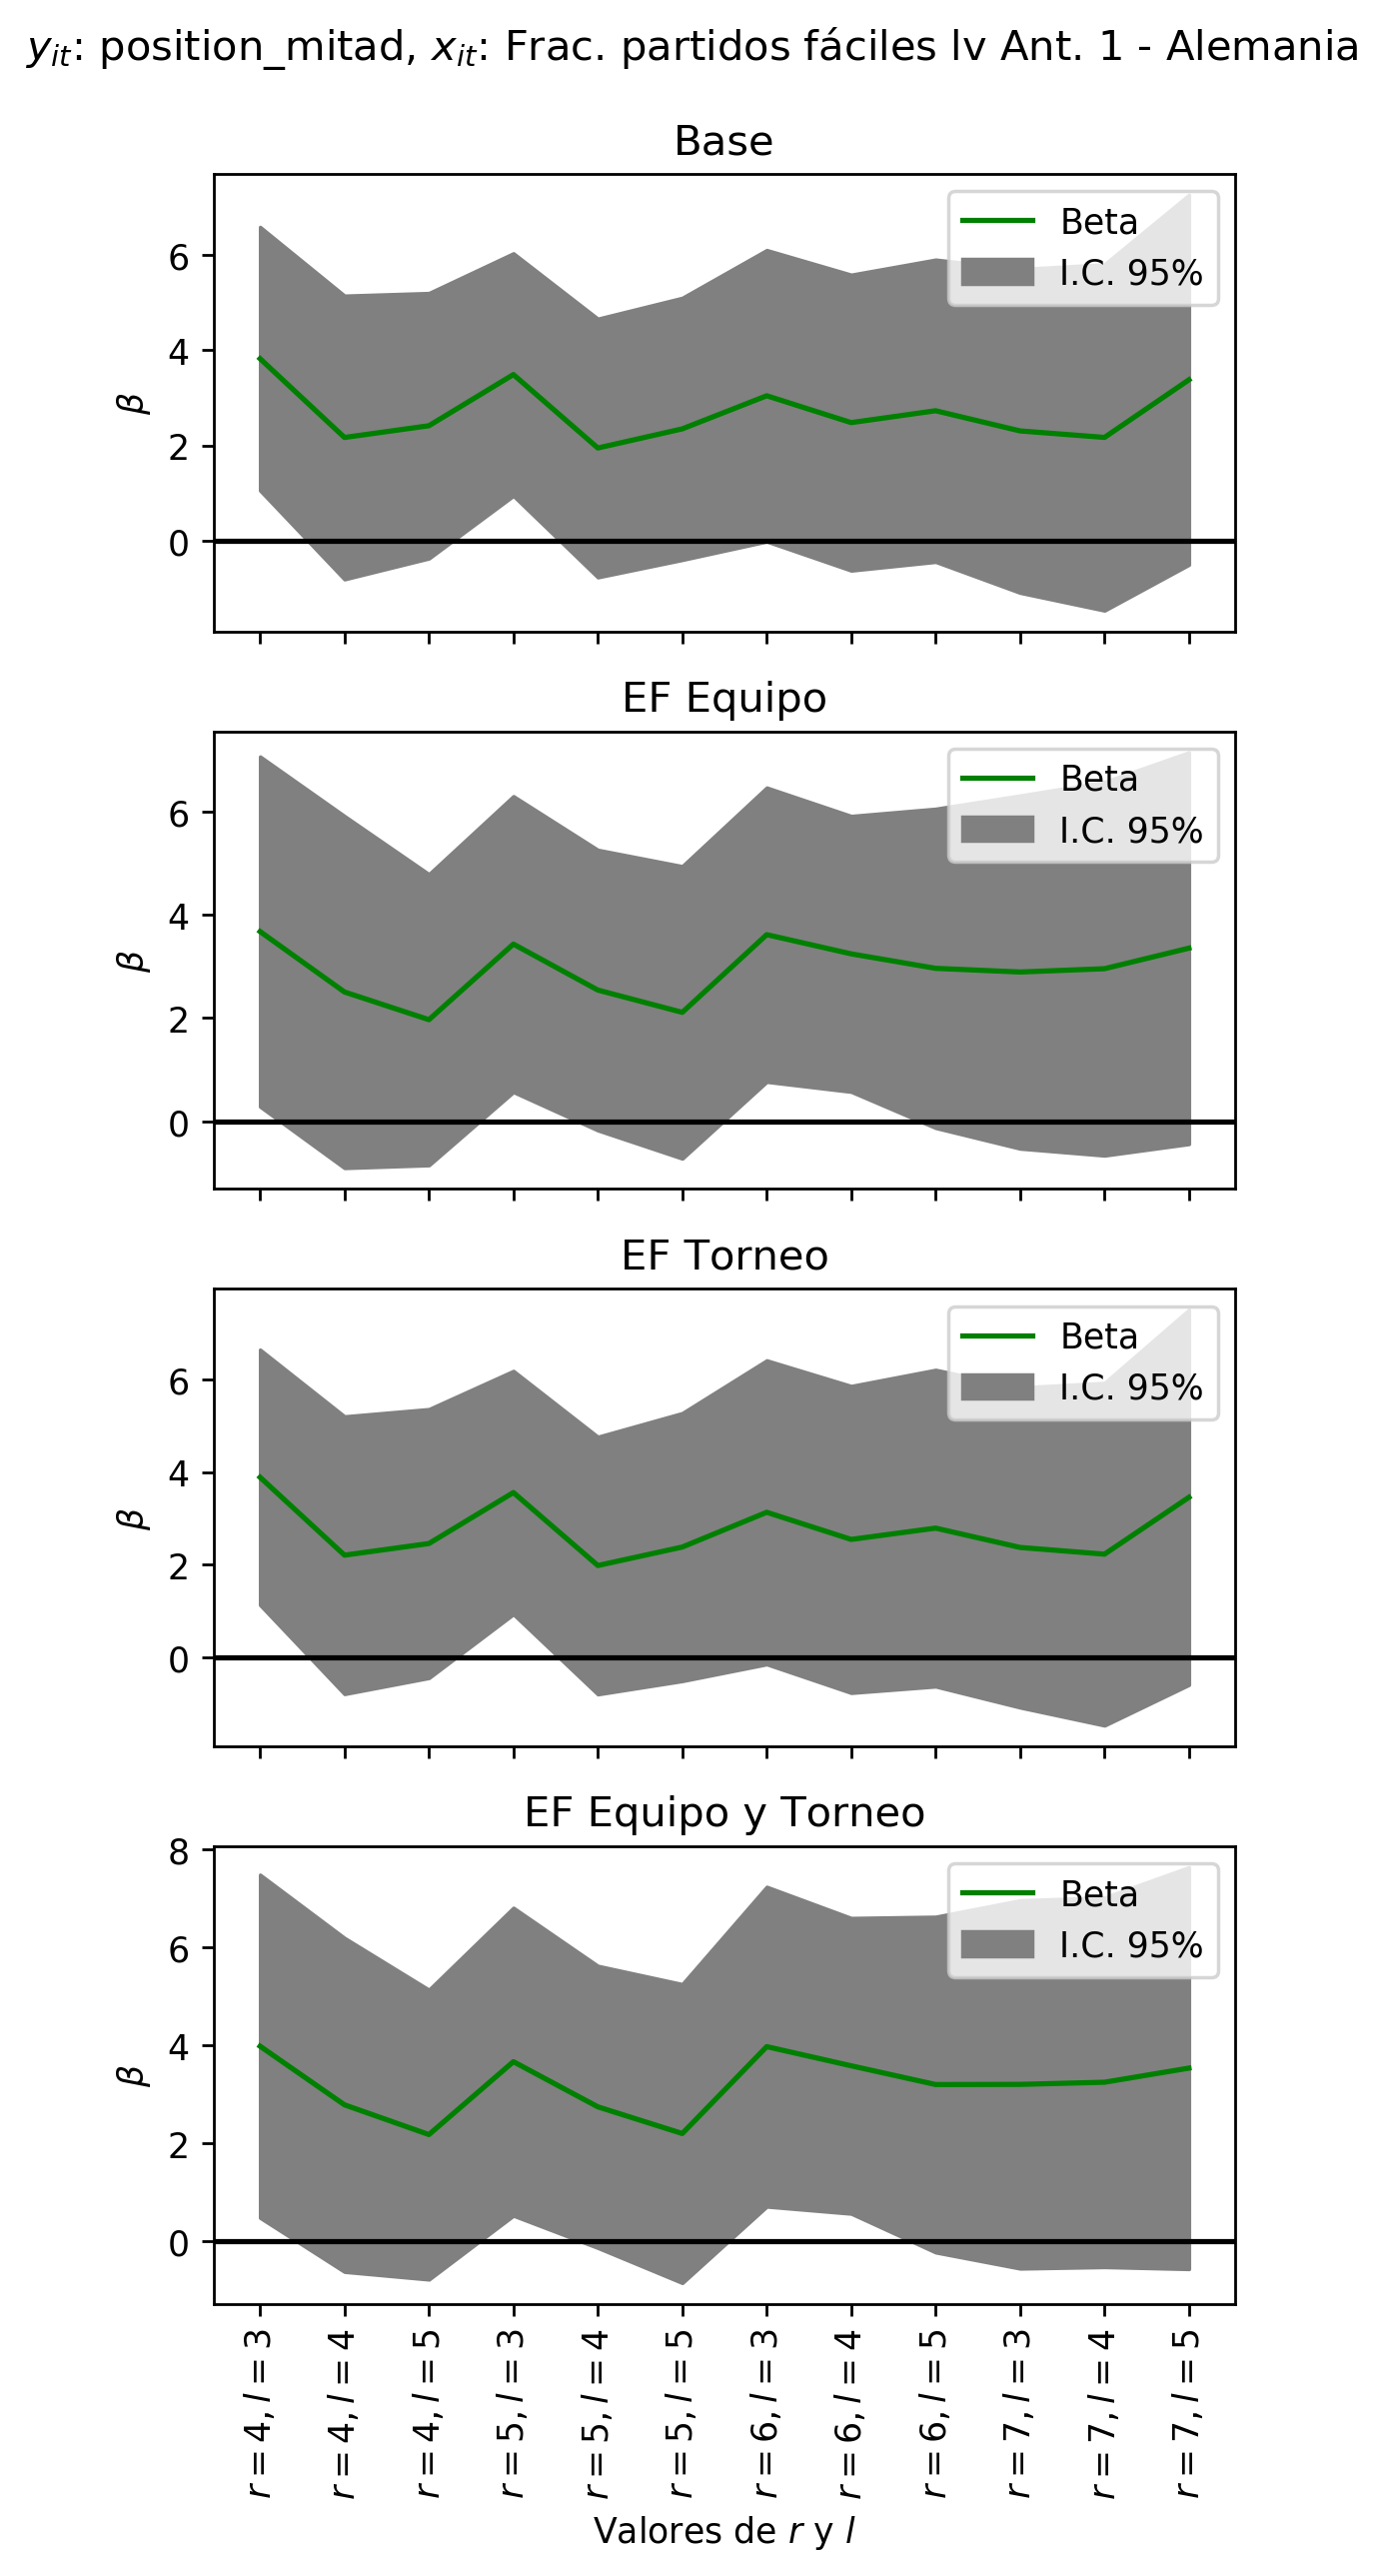 y_it: position_mitad, x_it: Frac. partidos fáciles lv Ant. 1 - Alemania
Base
Beta
I.C. 95%
6
4
2
0
β
EF Equipo
Beta
I.C. 95%
6
4
2
0
β
EF Torneo
Beta
I.C. 95%
6
4
2
0
β
EF Equipo y Torneo
Beta
I.C. 95%
8
6
4
2
0
β
r = 4, l = 3
r = 4, l = 4
r = 4, l = 5
r = 5, l = 3
r = 5, l = 4
r = 5, l = 5
r = 6, l = 3
r = 6, l = 4
r = 6, l = 5
r = 7, l = 3
r = 7, l = 4
r = 7, l = 5
Valores de r y l